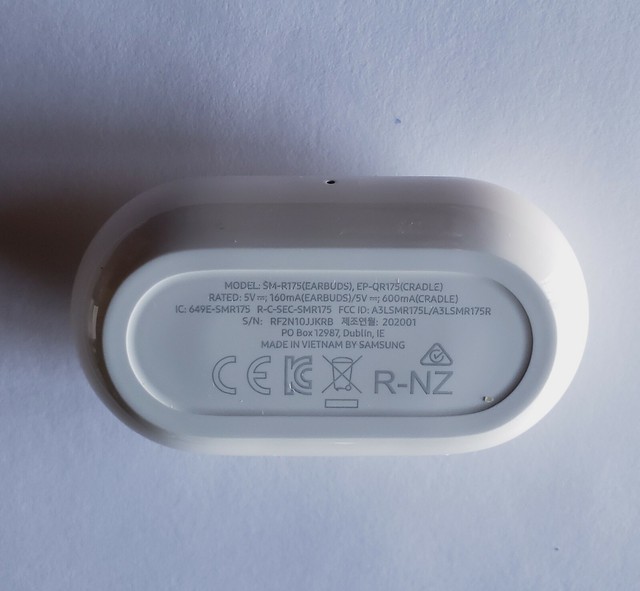 MODEL: SM-R175(EARBUDS), EP-QR175(CRADLE)
RATED: 5V⎓; 160mA(EARBUDS)/5V⎓; 600mA(CRADLE)
IC: 649E-SMR175 R-C-SEC-SMR175 FCC ID: A3LSMR175L/A3LSMR175R
S/N: RF2N10JJKRB 제조연월: 202001
PO Box 12987, Dublin, IE
MADE IN VIETNAM BY SAMSUNG
CE R-NZ